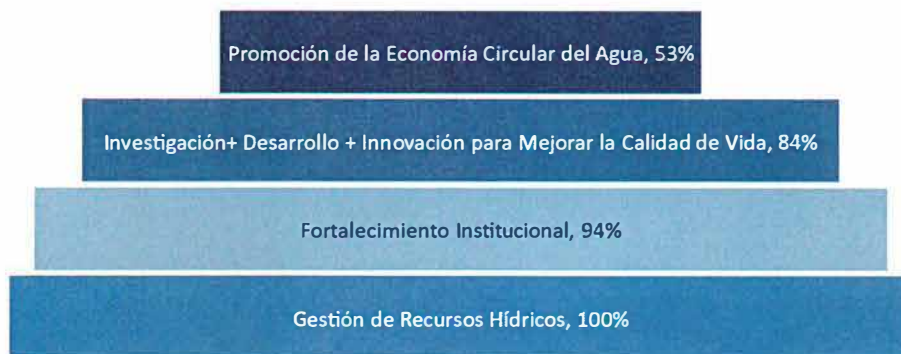 Promoción de la Economía Circular del Agua, 53%
Investigación+ Desarrollo + Innovación para Mejorar la Calidad de Vida, 84%
Fortalecimiento Institucional, 94%
Gestión de Recursos Hídricos, 100%